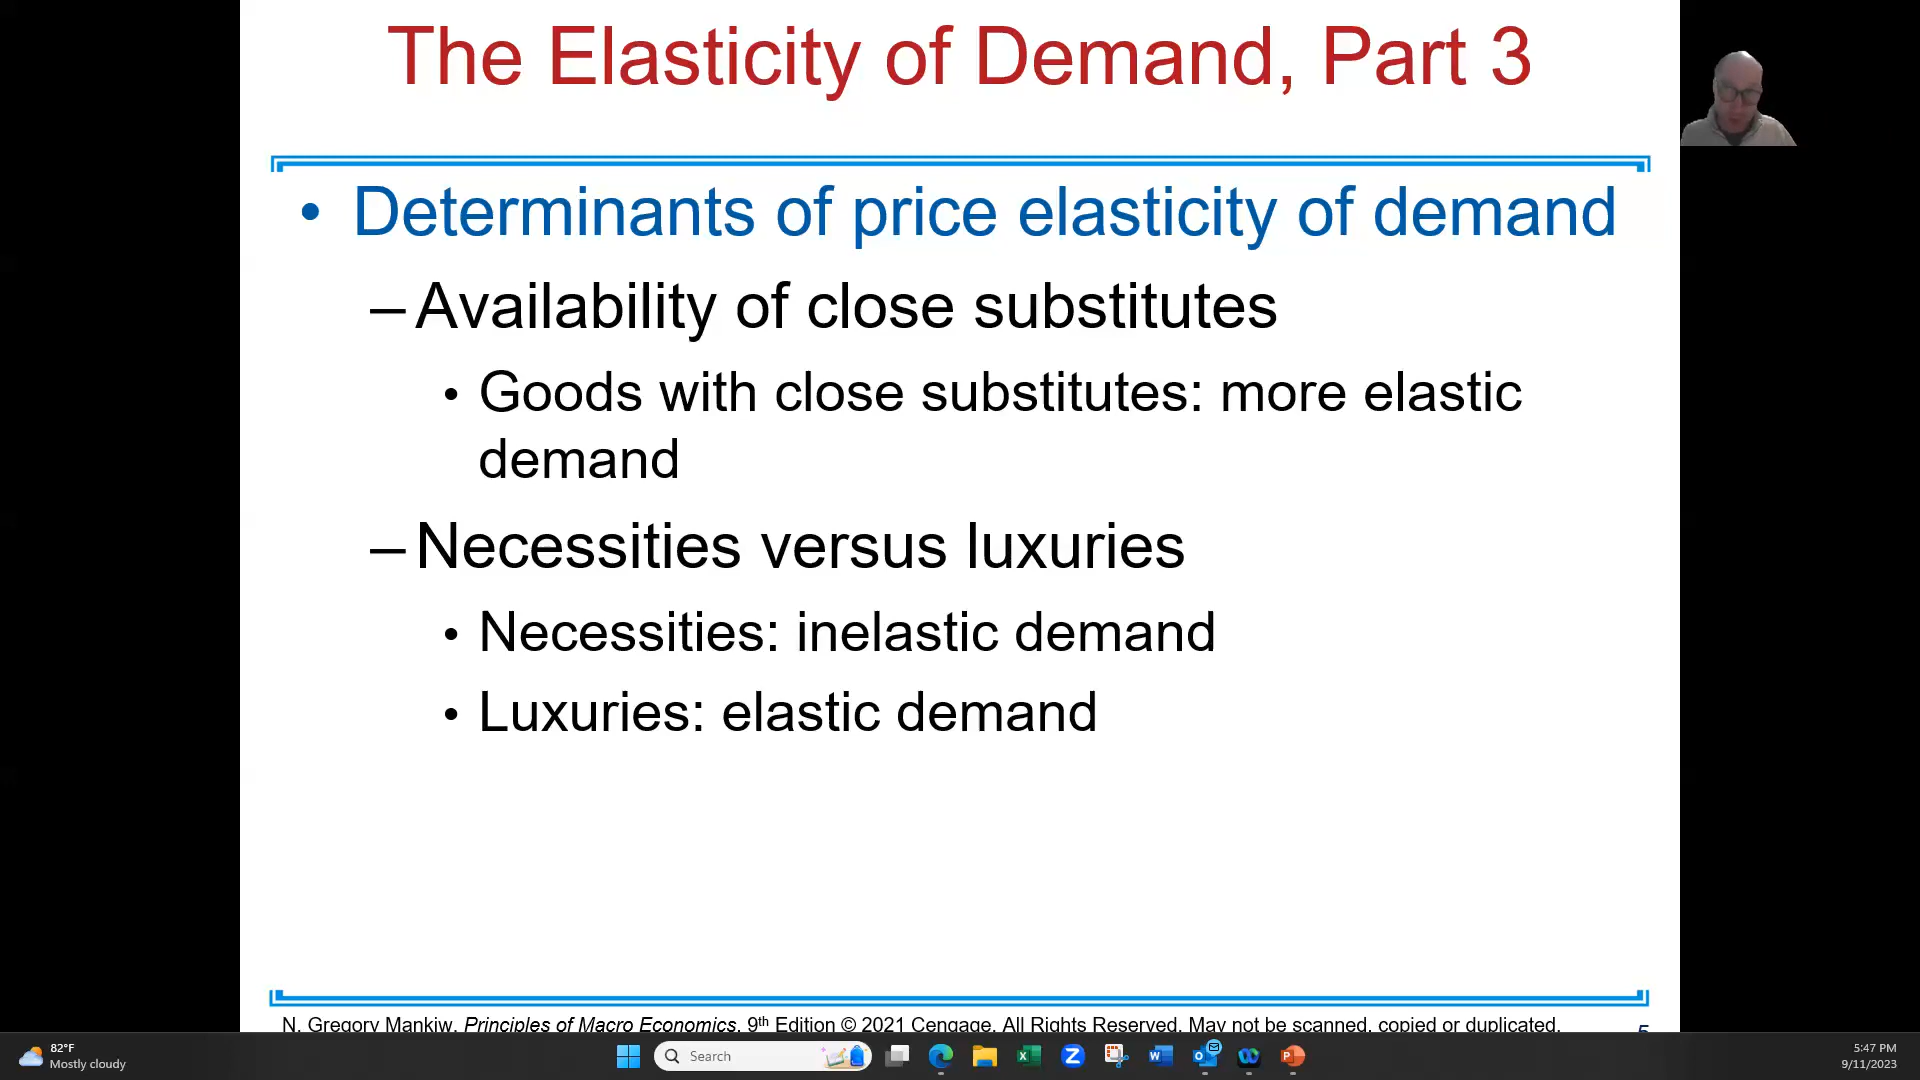 The Elasticity of Demand, Part 3
• Determinants of price elasticity of demand
– Availability of close substitutes
• Goods with close substitutes: more elastic
demand
– Necessities versus luxuries
• Necessities: inelastic demand
• Luxuries: elastic demand
N. Gregory Mankiw, Principles of Macro Economics, 9th Edition © 2021 Cengage. All Rights Reserved. May not be scanned, copied or duplicated.
5
82°F
Mostly cloudy
Search
5:47 PM
9/11/2023